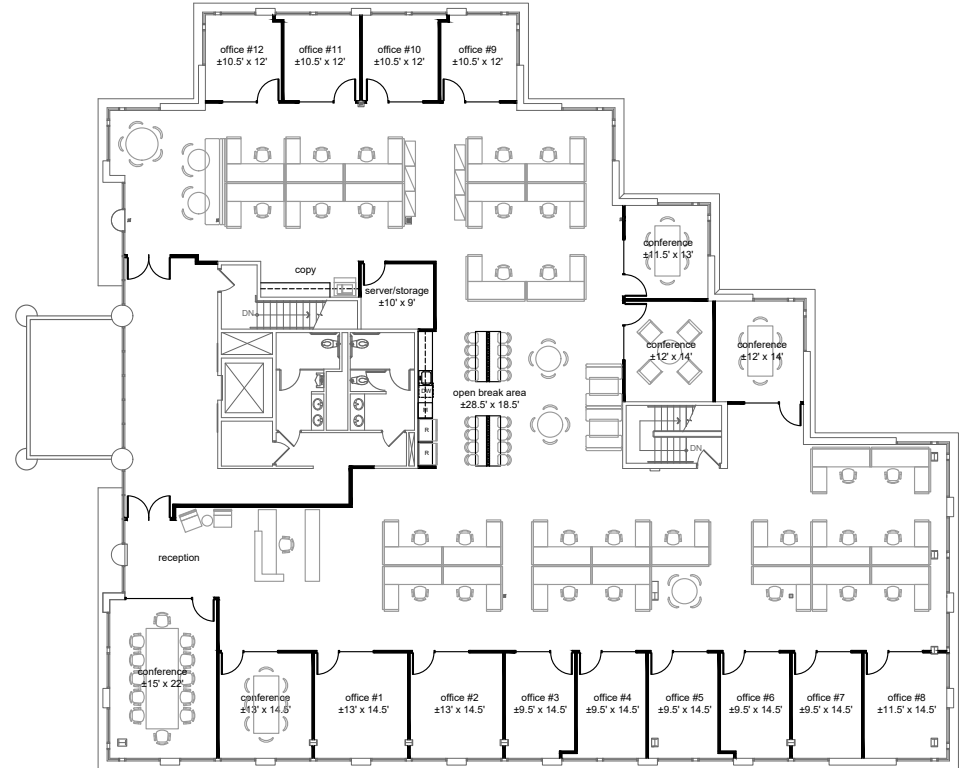 office #12
±10.5' x 12'
office #11
±10.5' x 12'
office #10
±10.5' x 12'
office #9
±10.5' x 12'
conference
±11.5' x 13'
copy
server/storage
±10' x 9'
DN
conference
±12' x 14'
conference
±12' x 14'
open break area
±28.5' x 18.5'
DW
R
R
DN
reception
conference
±15' x 22'
conference
±13' x 14.5'
office #1
±13' x 14.5'
office #2
±13' x 14.5'
office #3
±9.5' x 14.5'
office #4
±9.5' x 14.5'
office #5
±9.5' x 14.5'
office #6
±9.5' x 14.5'
office #7
±9.5' x 14.5'
office #8
±11.5' x 14.5'